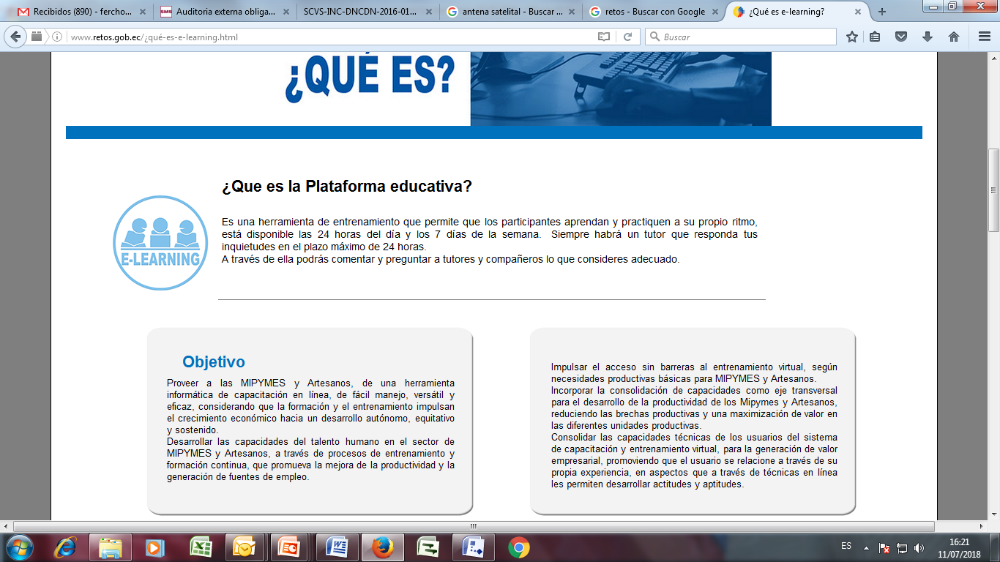 Recibidos (890) - fercho...
SMS
Auditoria externa obliga...
SCVS-INC-DNCDN-2016-01...
antena satelital - Buscar ...
retos - Buscar con Google
¿Qué es e-learning?
www.retos.gob.ec/¿qué-es-e-learning.html
Buscar
¿QUÉ ES?
¿Que es la Plataforma educativa?
E-LEARNING
Es una herramienta de entrenamiento que permite que los participantes aprendan y practiquen a su propio ritmo,
está disponible las 24 horas del día y los 7 días de la semana. Siempre habrá un tutor que responda tus
inquietudes en el plazo máximo de 24 horas.
A través de ella podrás comentar y preguntar a tutores y compañeros lo que consideres adecuado.
Objetivo
Proveer a las MIPYMES y Artesanos, de una herramienta
informática de capacitación en línea, de fácil manejo, versátil y
eficaz, considerando que la formación y el entrenamiento impulsan
el crecimiento económico hacia un desarrollo autónomo, equitativo
y sostenido.
Desarrollar las capacidades del talento humano en el sector de
MIPYMES y Artesanos, a través de procesos de entrenamiento y
formación continua, que promueva la mejora de la productividad y la
generación de fuentes de empleo.
Impulsar el acceso sin barreras al entrenamiento virtual, según
necesidades productivas básicas para MIPYMES y Artesanos.
Incorporar la consolidación de capacidades como eje transversal
para el desarrollo de la productividad de los Mipymes y Artesanos,
reduciendo las brechas productivas y una maximización de valor en
las diferentes unidades productivas.
Consolidar las capacidades técnicas de los usuarios del sistema
de capacitación y entrenamiento virtual, para la generación de valor
empresarial, promoviendo que el usuario se relacione a través de su
propia experiencia, en aspectos que a través de técnicas en línea
les permiten desarrollar actitudes y aptitudes.
ES
16:21
11/07/2018